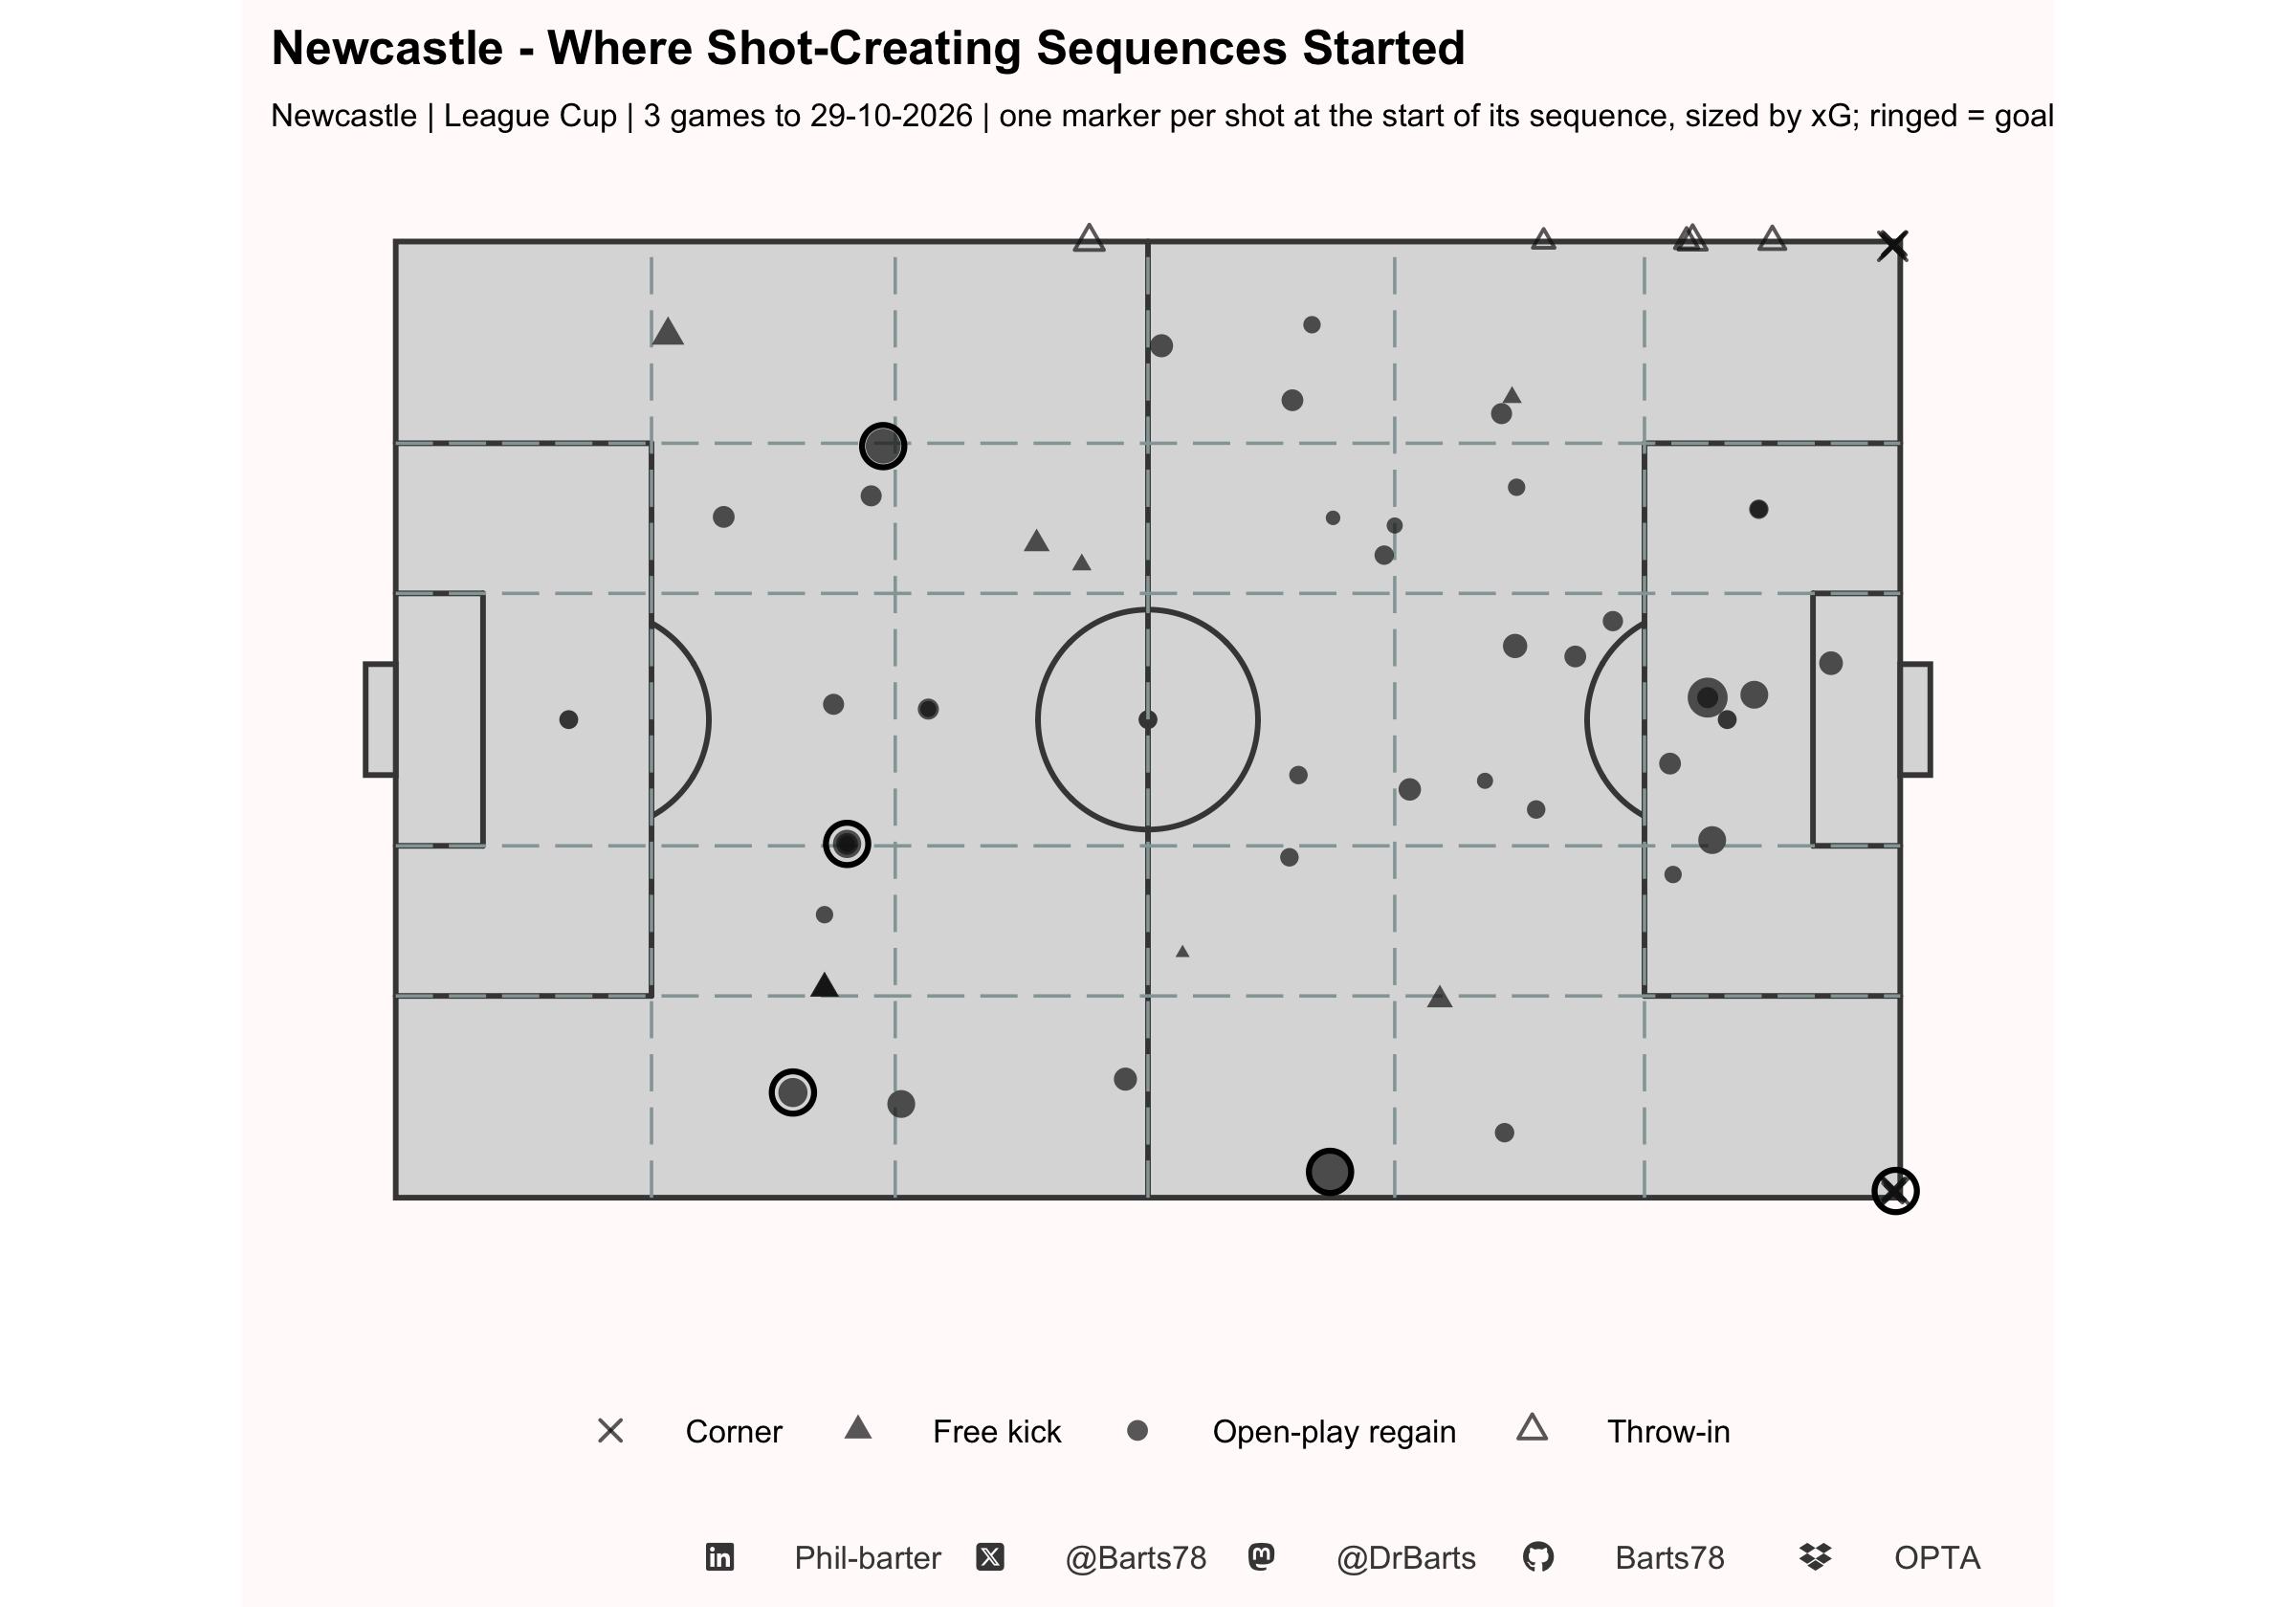 Newcastle - Where Shot-Creating Sequences Started
Newcastle | League Cup | 3 games to 29-10-2026 | one marker per shot at the start of its sequence, sized by xG; ringed = goal
Corner Free kick Open-play regain Throw-in
Phil-barter @Barts78 @DrBarts Barts78 OPTA